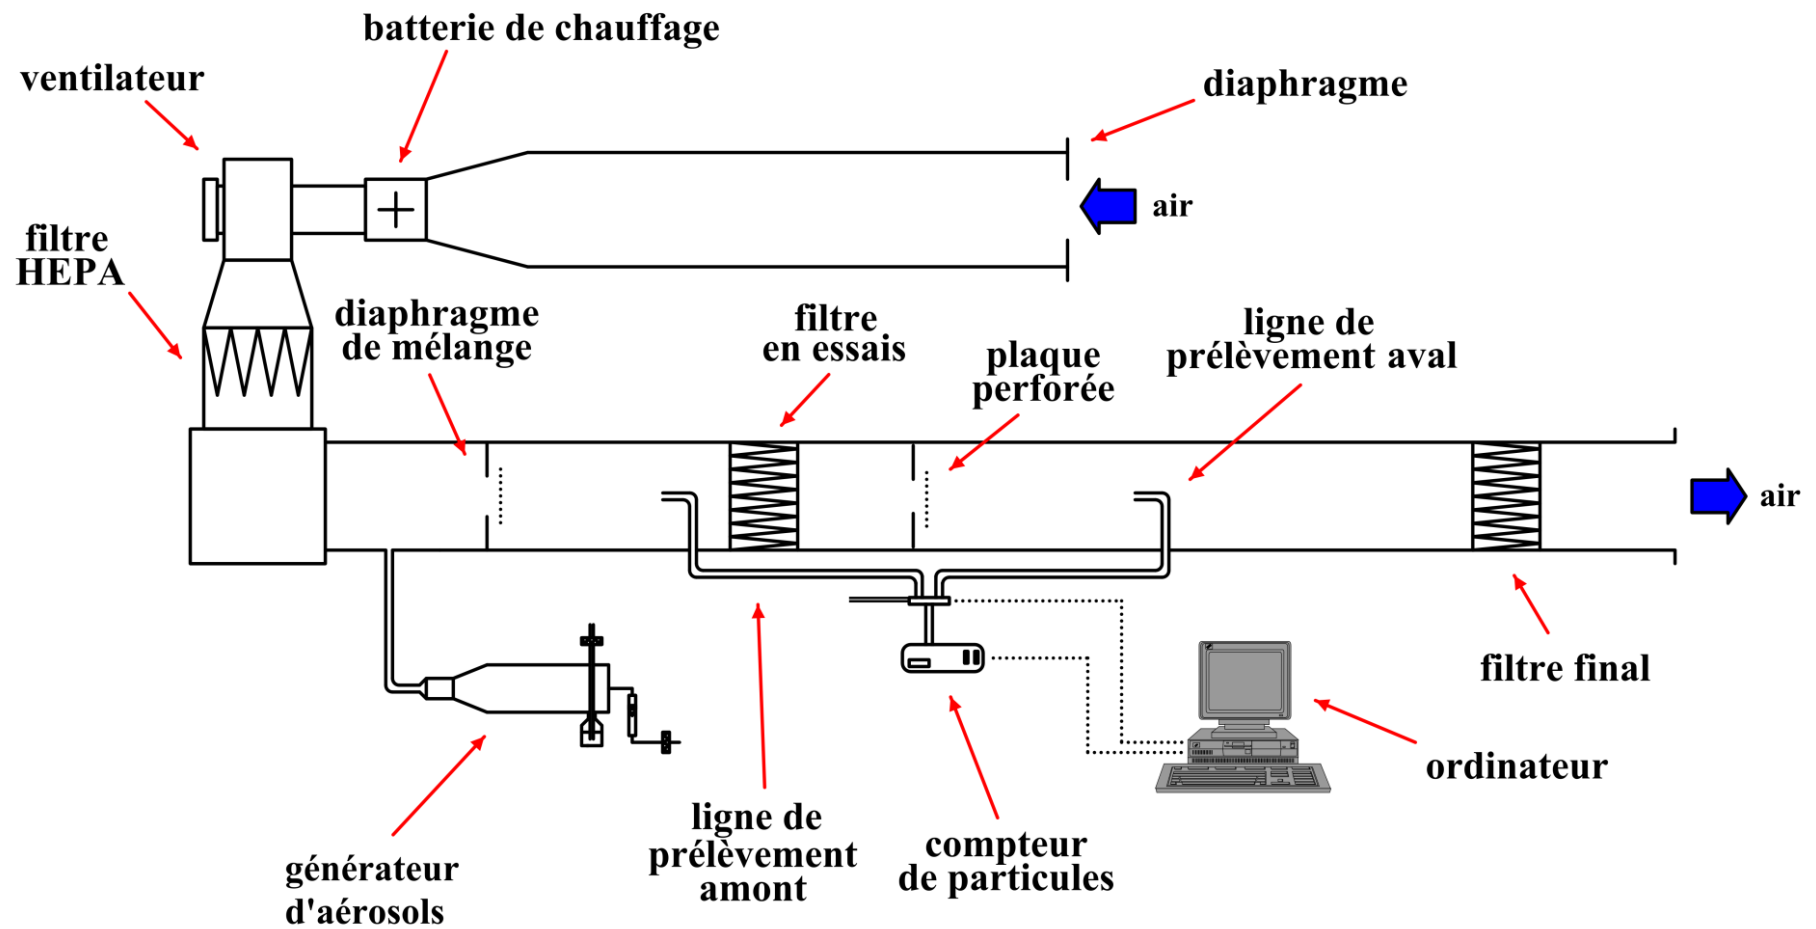 batterie de chauffage
ventilateur
diaphragme
air
filtre
HEPA
diaphragme
de mélange
filtre
en essais
plaque
perforée
ligne de
prélèvement aval
air
filtre final
ordinateur
ligne de
prélèvement
amont
compteur
de particules
générateur
d'aérosols